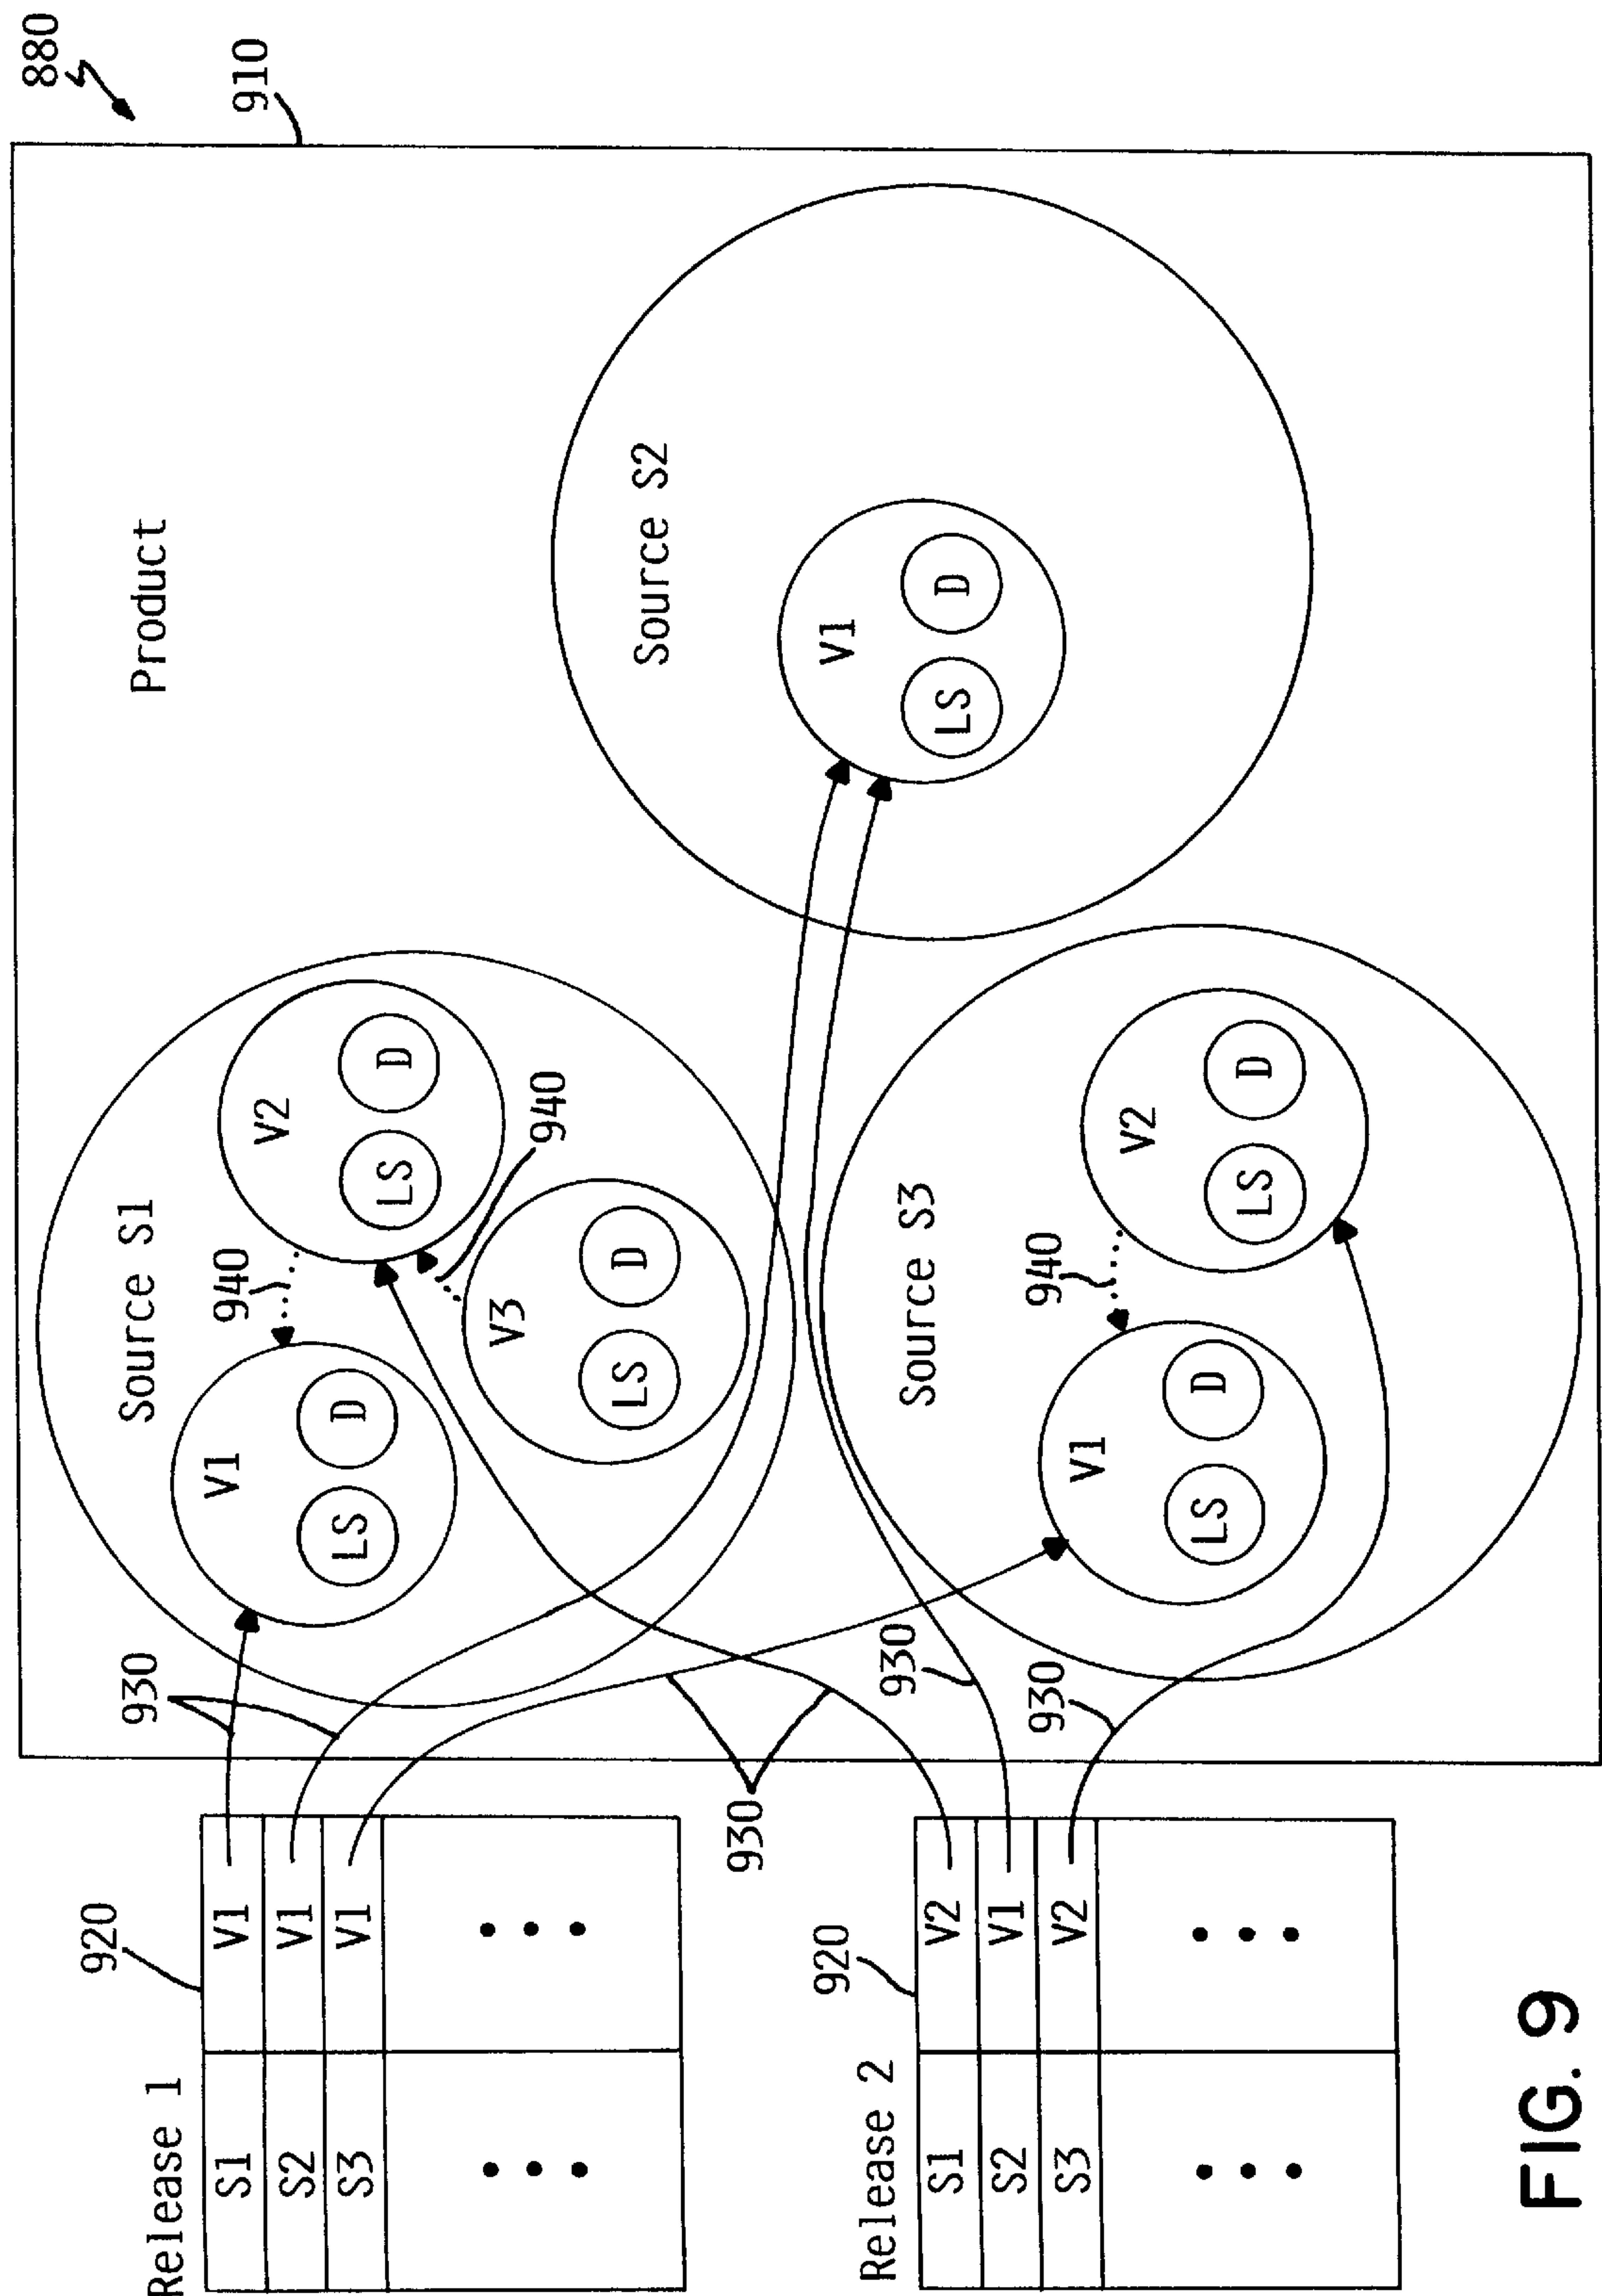 880
910
Product
Release 1
920
S1 V1
S2 V1
S3 V1
930
Source S1
V1
LS D
940
V2
LS D
940
V3
LS D
Source S2
V1
LS D
930
Release 2
920
S1 V2
S2 V1
S3 V2
930
930
Source S3
V1
LS D
940
V2
LS D
FIG. 9